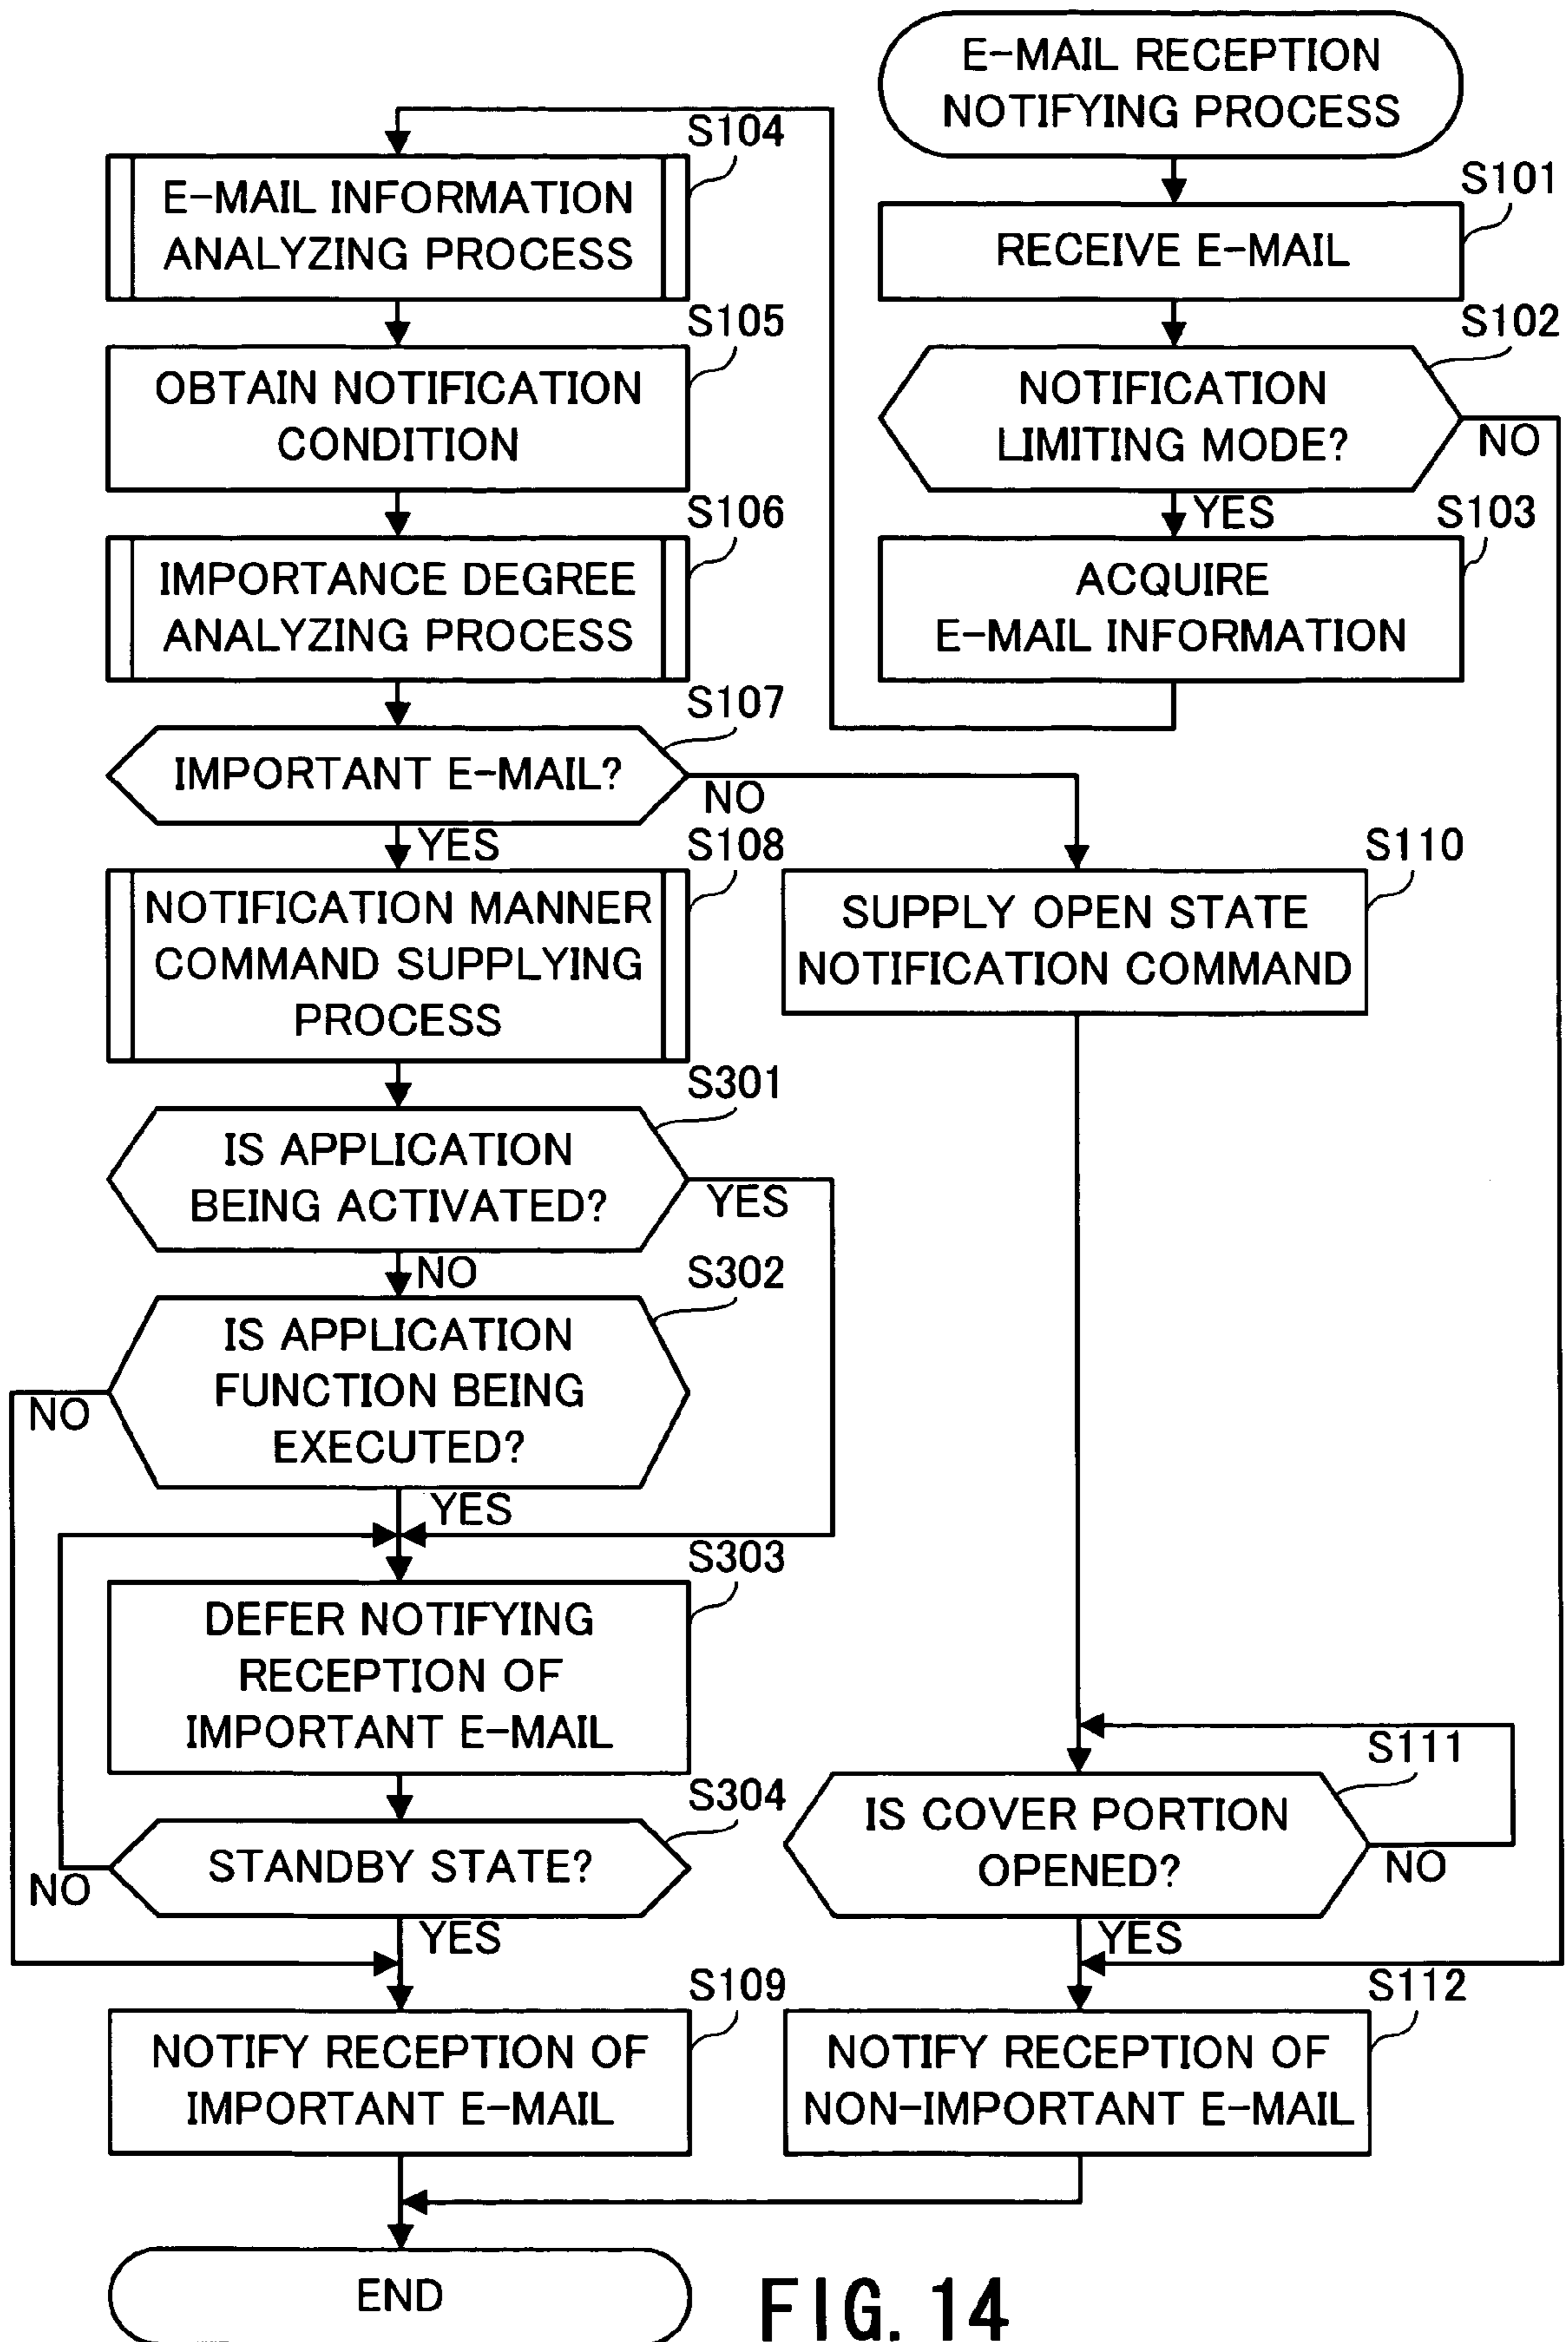 E-MAIL RECEPTION
NOTIFYING PROCESS
S101
RECEIVE E-MAIL
S102
NOTIFICATION
LIMITING MODE?
NO
YES
S103
ACQUIRE
E-MAIL INFORMATION
S104
E-MAIL INFORMATION
ANALYZING PROCESS
S105
OBTAIN NOTIFICATION
CONDITION
S106
IMPORTANCE DEGREE
ANALYZING PROCESS
S107
IMPORTANT E-MAIL?
NO
YES
S108
NOTIFICATION MANNER
COMMAND SUPPLYING
PROCESS
S301
IS APPLICATION
BEING ACTIVATED?
YES
NO
S302
IS APPLICATION
FUNCTION BEING
EXECUTED?
NO
YES
S303
DEFER NOTIFYING
RECEPTION OF
IMPORTANT E-MAIL
S304
STANDBY STATE?
NO
YES
S109
NOTIFY RECEPTION OF
IMPORTANT E-MAIL
S110
SUPPLY OPEN STATE
NOTIFICATION COMMAND
S111
IS COVER PORTION
OPENED?
NO
YES
S112
NOTIFY RECEPTION OF
NON-IMPORTANT E-MAIL
END
FIG. 14